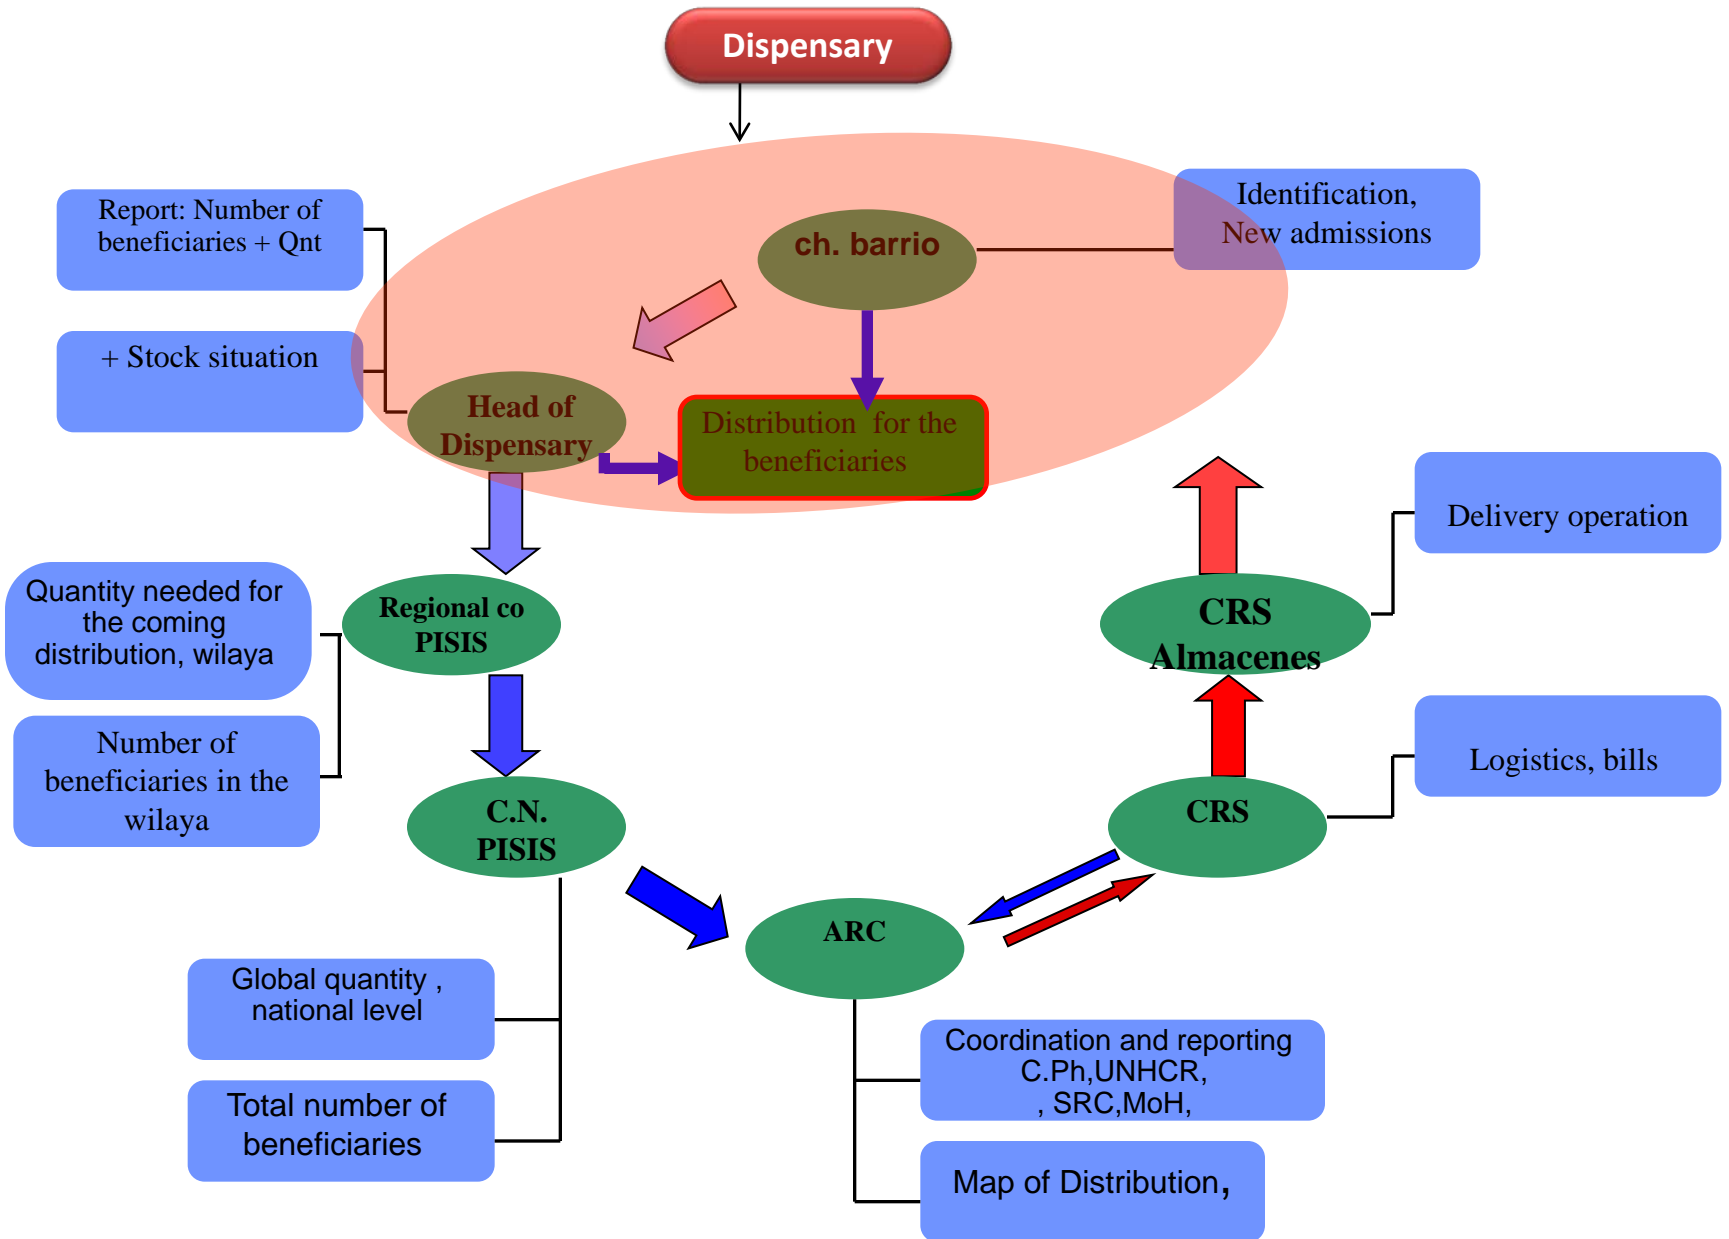 Dispensary
Report: Number of
beneficiaries + Qnt
Identification,
New admissions
ch. barrio
+ Stock situation
Head of
Dispensary
Distribution for the
beneficiaries
Delivery operation
Quantity needed for
the coming
distribution, wilaya
Regional co
PISIS
CRS
Almacenes
Number of
beneficiaries in the
wilaya
C.N.
PISIS
CRS
Logistics, bills
ARC
Global quantity ,
national level
Total number of
beneficiaries
Coordination and reporting
C.Ph,UNHCR,
, SRC,MoH,
Map of Distribution,